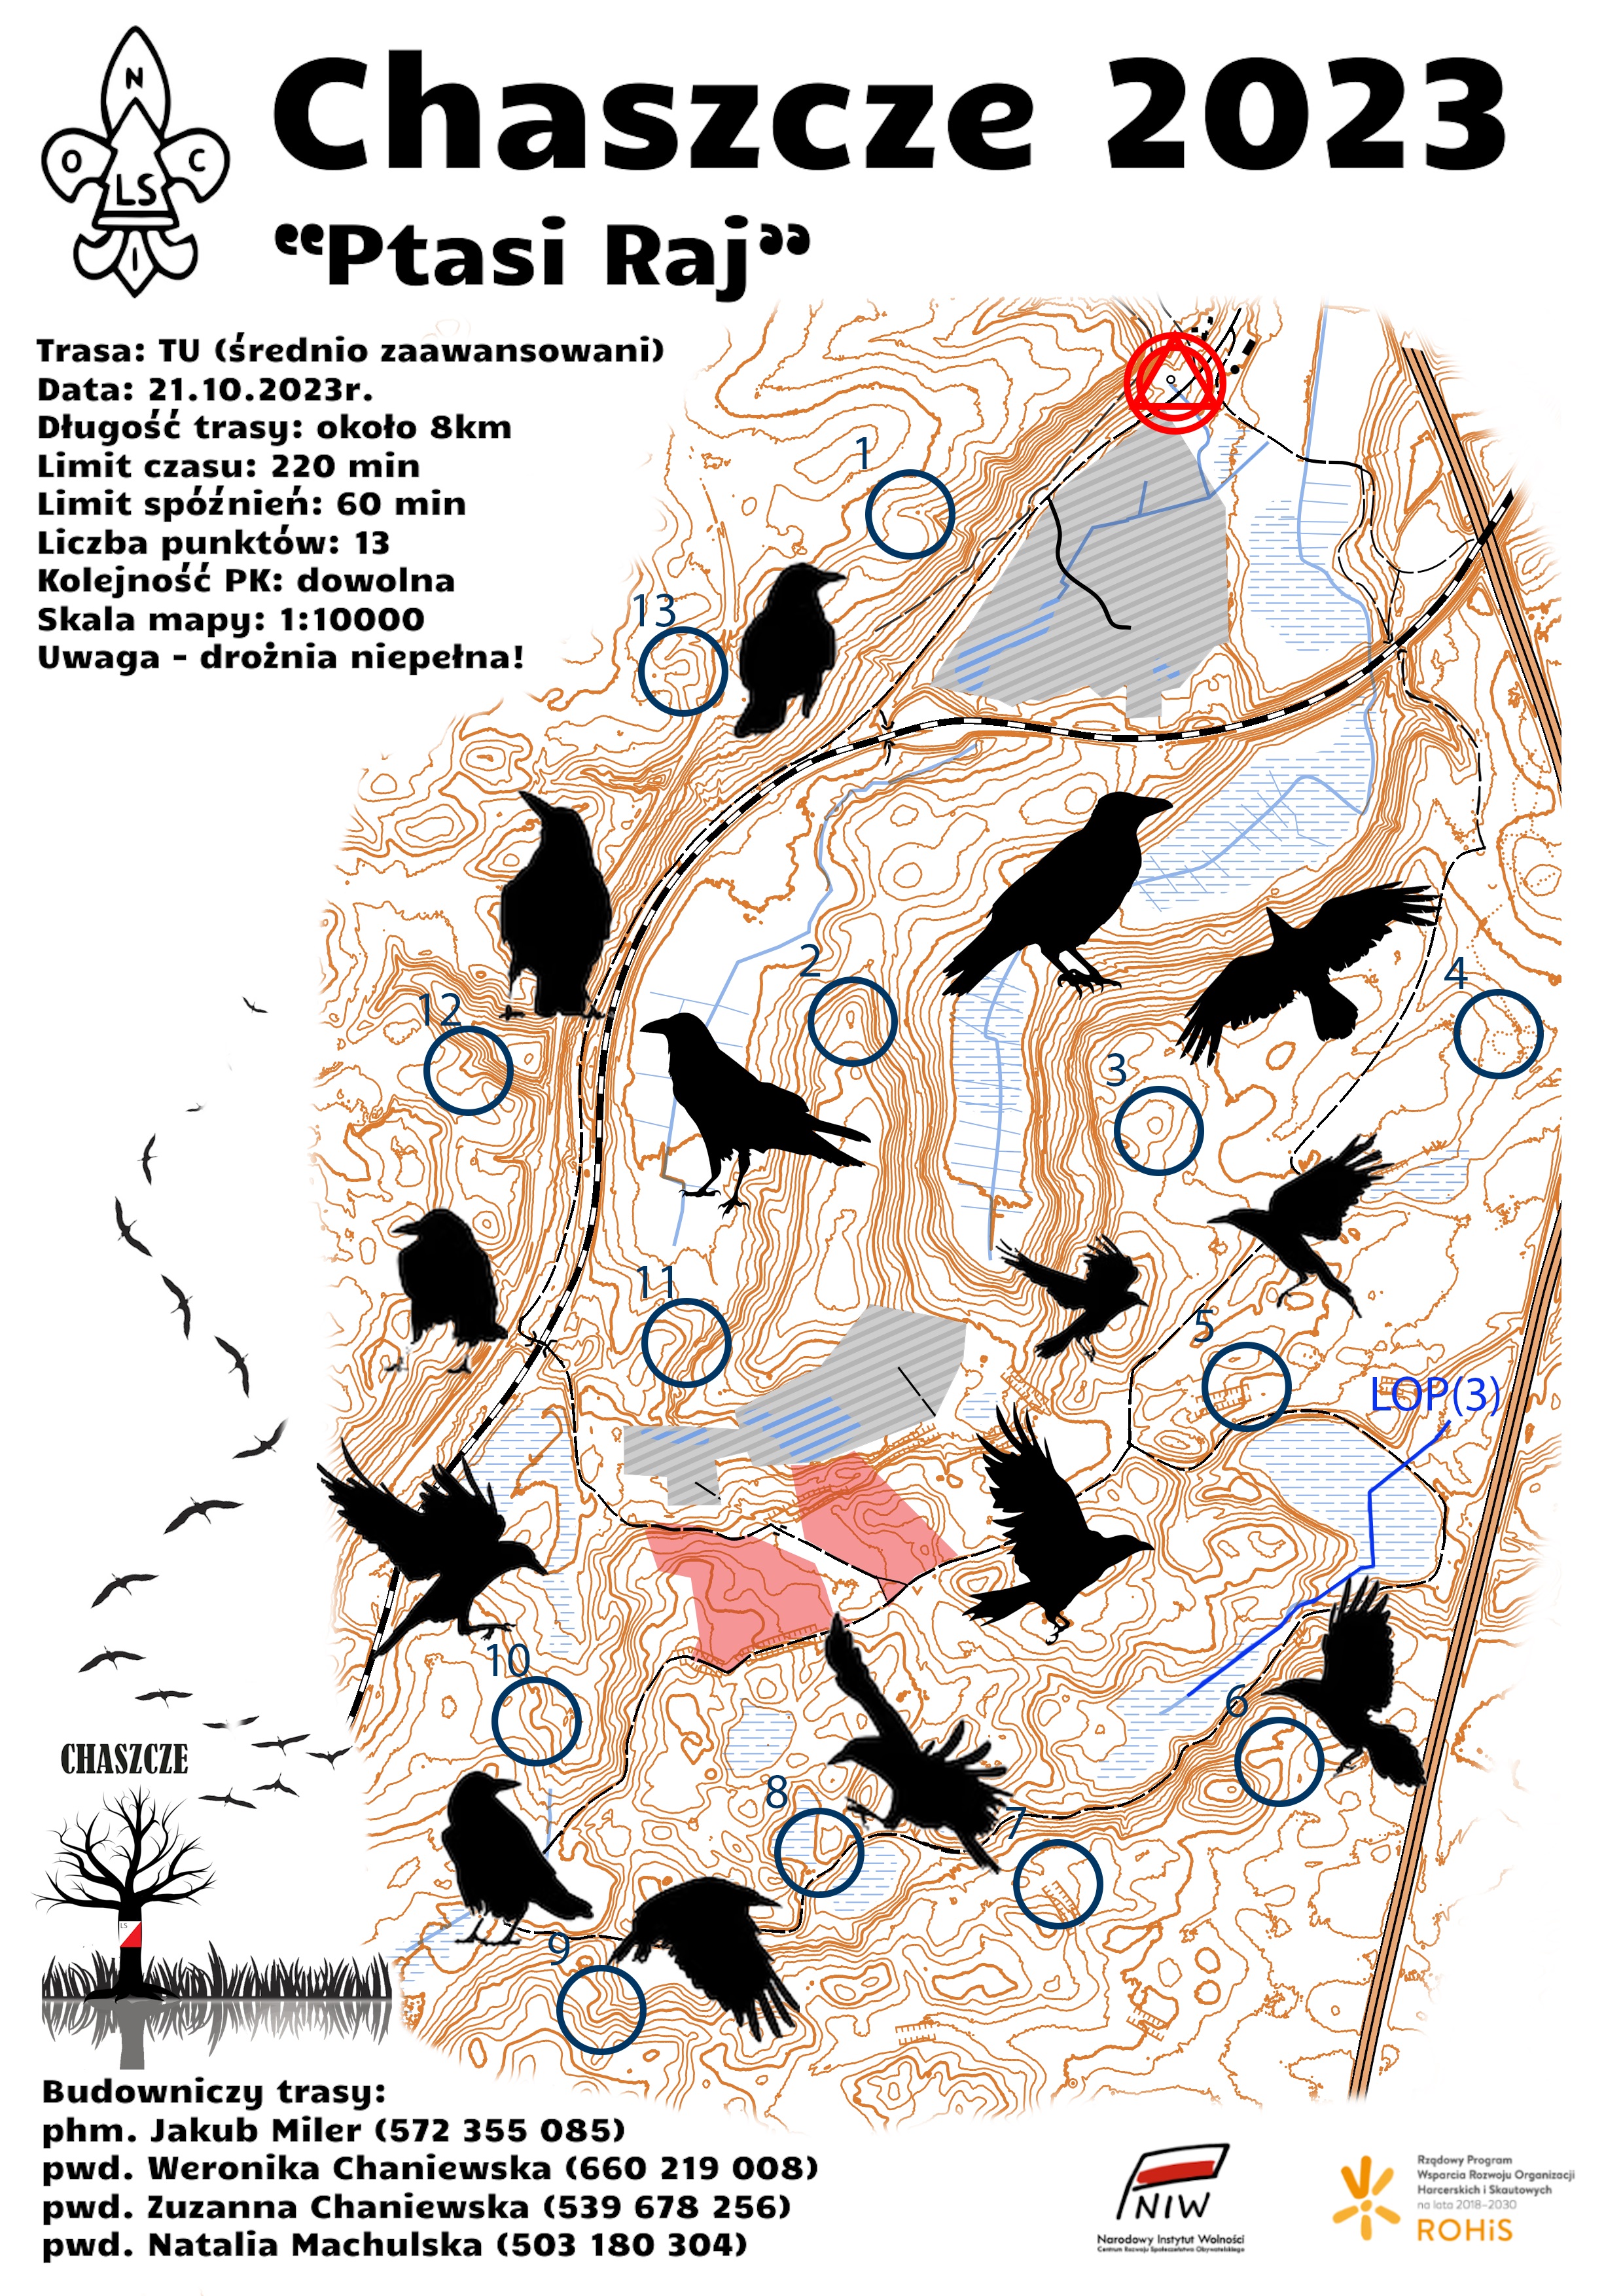 N
O C
LS
I
Chaszcze 2023
“Ptasi Raj”
Trasa: TU (średnio zaawansowani)
Data: 21.10.2023r.
Długość trasy: około 8km
Limit czasu: 220 min
Limit spóźnień: 60 min
Liczba punktów: 13
Kolejność PK: dowolna
Skala mapy: 1:10000
Uwaga - drożnia niepełna!
1
13
2
4
12
3
11
5
LOP(3)
10
6
8
7
9
CHASZCZE
LS
Budowniczy trasy:
phm. Jakub Miler (572 355 085)
pwd. Weronika Chaniewska (660 219 008)
pwd. Zuzanna Chaniewska (539 678 256)
pwd. Natalia Machulska (503 180 304)
NIW
Narodowy Instytut Wolności
Centrum Rozwoju Społeczeństwa Obywatelskiego
Rządowy Program
Wsparcia Rozwoju Organizacji
Harcerskich i Skautowych
na lata 2018–2030
ROHiS